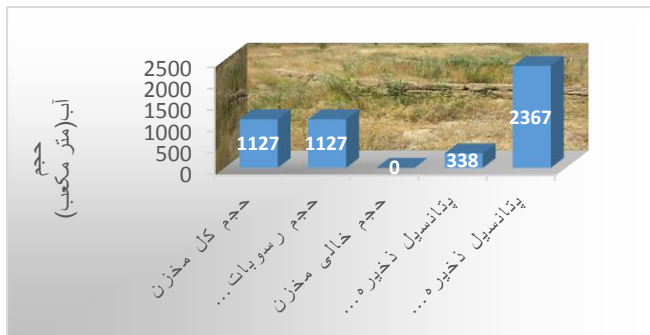 2500
2000
1500
1000
500
0
حجم
آب(متر مکعب)
1127
1127
0
338
2367
حجم کل مخزن
حجم رسوبات...
حجم خالی مخزن
پتانسیل ذخیره...
پتانسیل ذخیره...